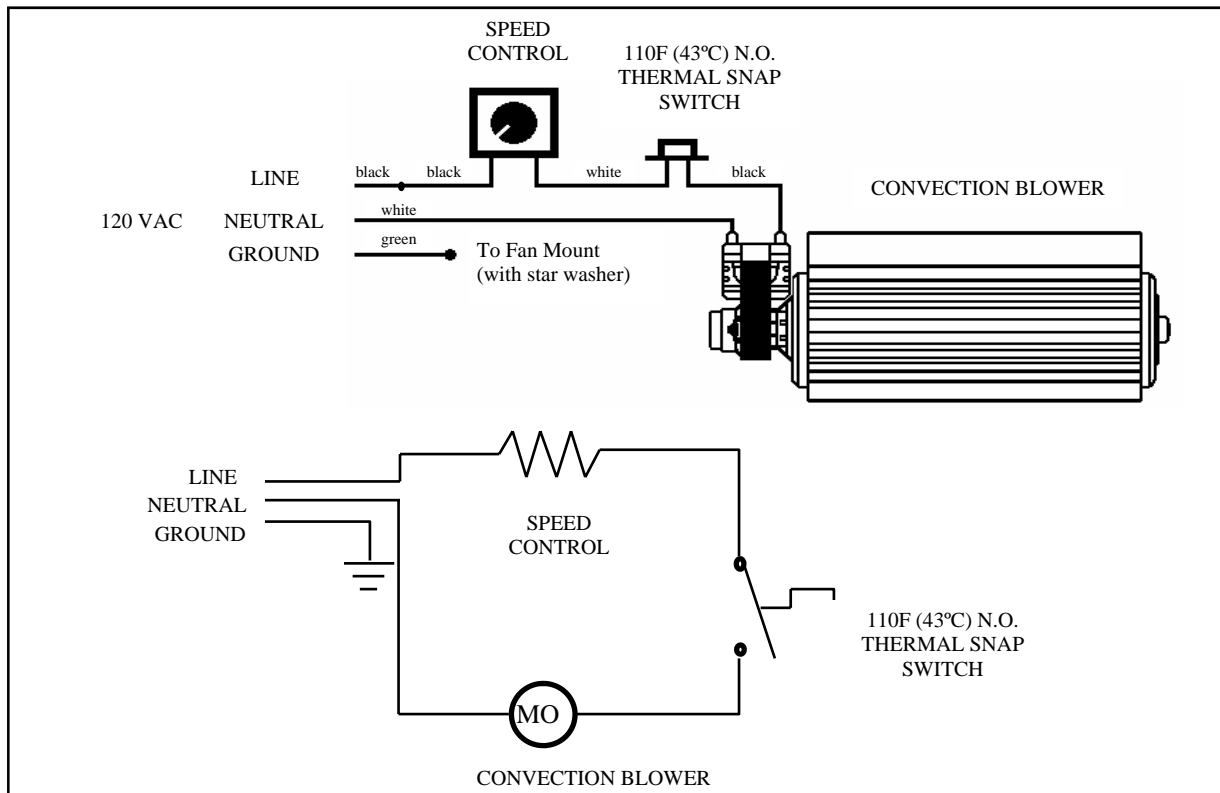 SPEED
CONTROL
110F (43ºC) N.O.
THERMAL SNAP
SWITCH
LINE
black
black
white
black
CONVECTION BLOWER
120 VAC
NEUTRAL
white
GROUND
green
To Fan Mount
(with star washer)
LINE
NEUTRAL
GROUND
SPEED
CONTROL
110F (43ºC) N.O.
THERMAL SNAP
SWITCH
MO
CONVECTION BLOWER